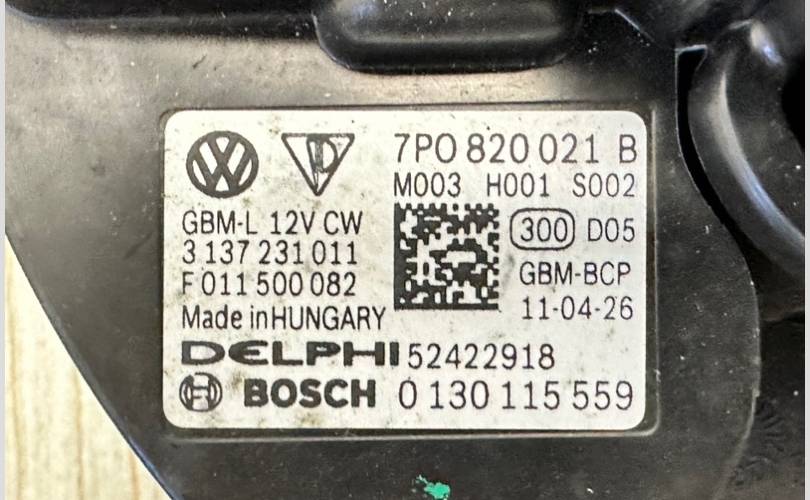 7P0 820 021 B
M003 H001 S002
GBM-L 12V CW
3 137 231 011
F 011 500 082
Made in HUNGARY
300 D05
GBM-BCP
11-04-26
DELPHI 52422918
BOSCH 0 130 115 559